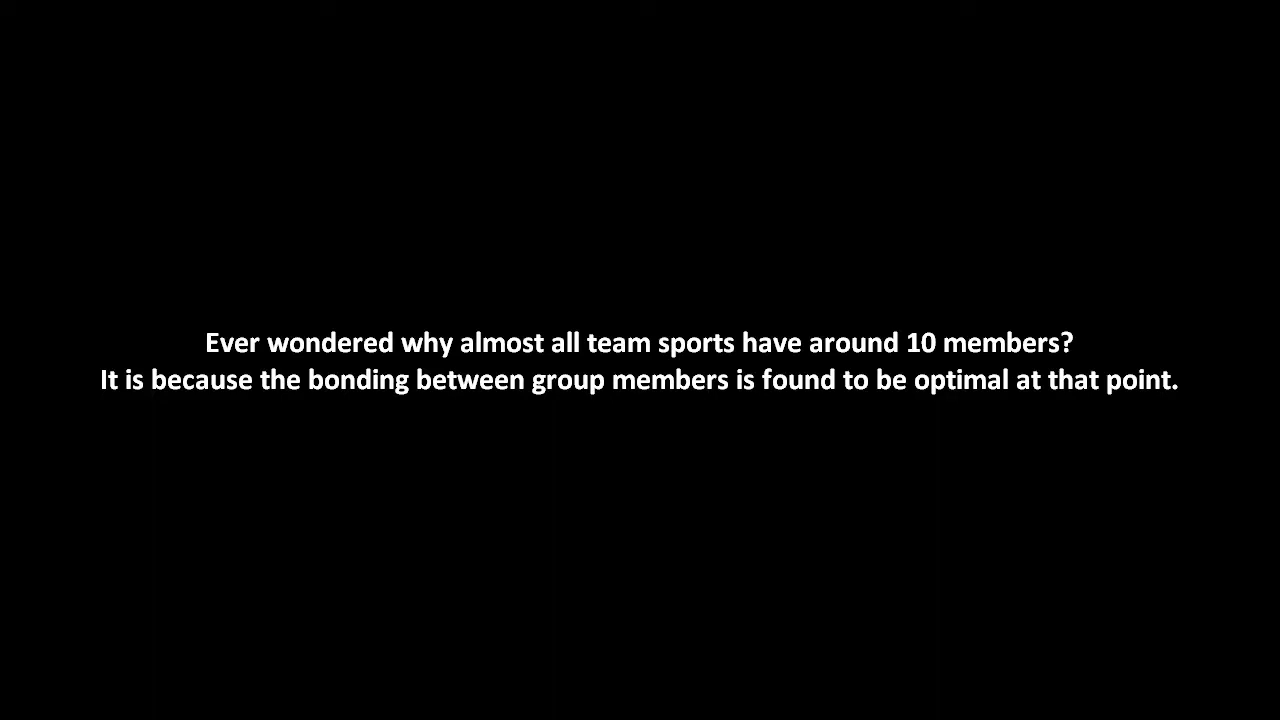 Ever wondered why almost all team sports have around 10 members?
It is because the bonding between group members is found to be optimal at that point.